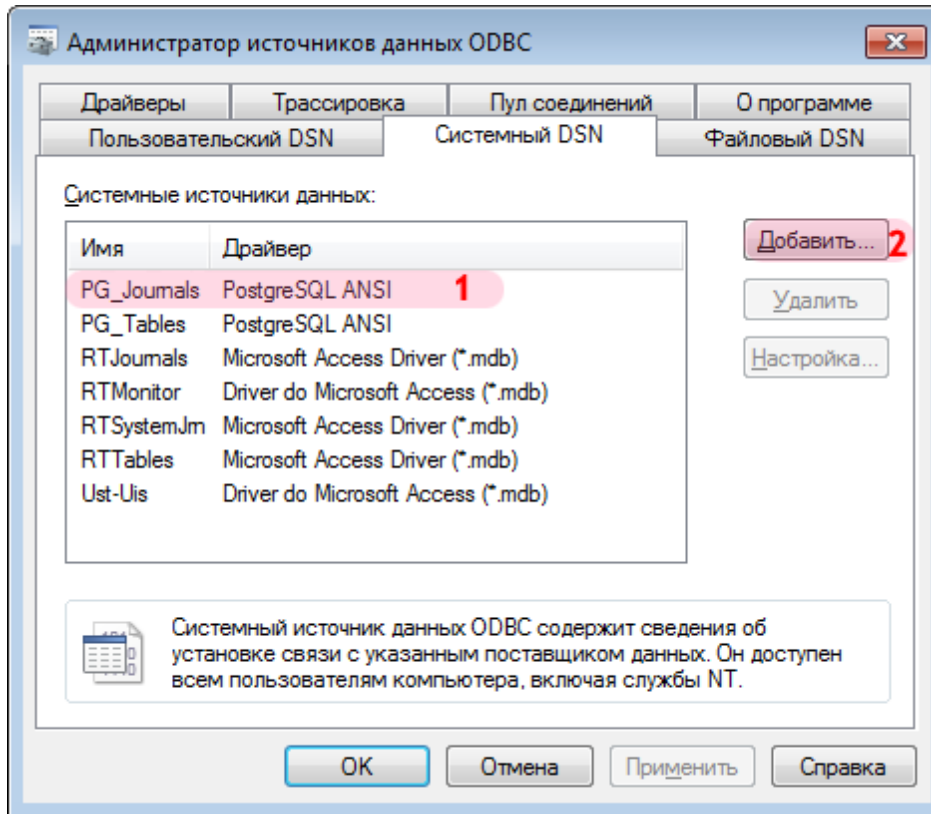 Администратор источников данных ODBC
Драйверы Трассировка Пул соединений О программе
Пользовательский DSN Системный DSN Файловый DSN
Системные источники данных:
Имя Драйвер
PG_Journals PostgreSQL ANSI 1
PG_Tables PostgreSQL ANSI
RTJournals Microsoft Access Driver (*.mdb)
RTMonitor Driver do Microsoft Access (*.mdb)
RTSystemJrn Microsoft Access Driver (*.mdb)
RTTables Microsoft Access Driver (*.mdb)
Ust-Uis Driver do Microsoft Access (*.mdb)
Добавить... 2
Удалить
Настройка...
Системный источник данных ODBC содержит сведения об
установке связи с указанным поставщиком данных. Он доступен
всем пользователям компьютера, включая службы NT.
OK Отмена Применить Справка